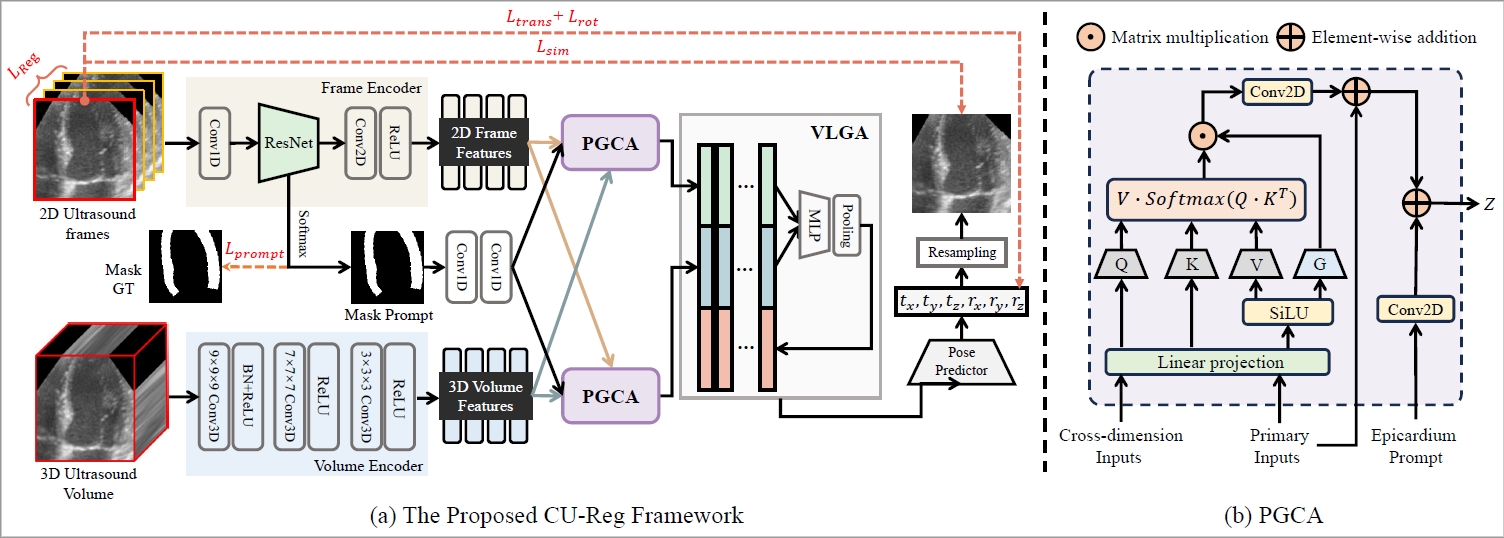 L_{trans}+ L_{rot}
L_{sim}
L_{Reg}
2D Ultrasound
frames
Frame Encoder
Conv1D
ResNet
Conv2D
ReLU
2D Frame
Features
Softmax
Mask
GT
L_{prompt}
Mask Prompt
Conv1D
Conv1D
3D Ultrasound
Volume
9×9×9 Conv3D
BN+ReLU
7×7×7 Conv3D
ReLU
3×3×3 Conv3D
ReLU
Volume Encoder
3D Volume
Features
PGCA
PGCA
VLGA
...
...
...
MLP
Pooling
Resampling
t_x, t_y, t_z, r_x, r_y, r_z
Pose
Predictor
(a) The Proposed CU-Reg Framework
Matrix multiplication
Element-wise addition
Conv2D
V · Softmax(Q · K^T)
Q
K
V
G
SiLU
Conv2D
Z
Linear projection
Cross-dimension
Inputs
Primary
Inputs
Epicardium
Prompt
(b) PGCA